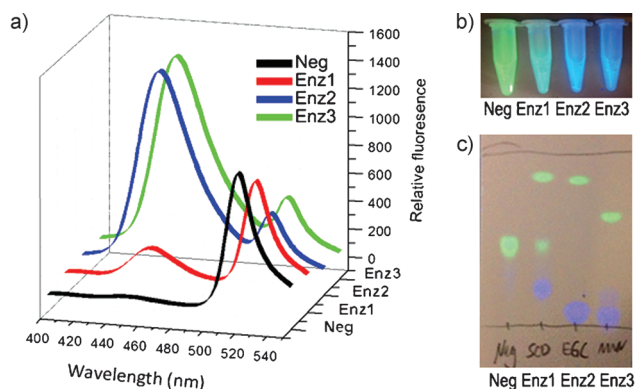 a)
Neg
Enz1
Enz2
Enz3
1600
1400
1200
1000
800
600
400
200
0
Relative fluoresence
Enz3
Enz2
Enz1
Neg
400 420 440 460 480 500 520 540
Wavelength (nm)
b)
Neg Enz1 Enz2 Enz3
c)
Neg SCO EGC
Neg Enz1 Enz2 Enz3